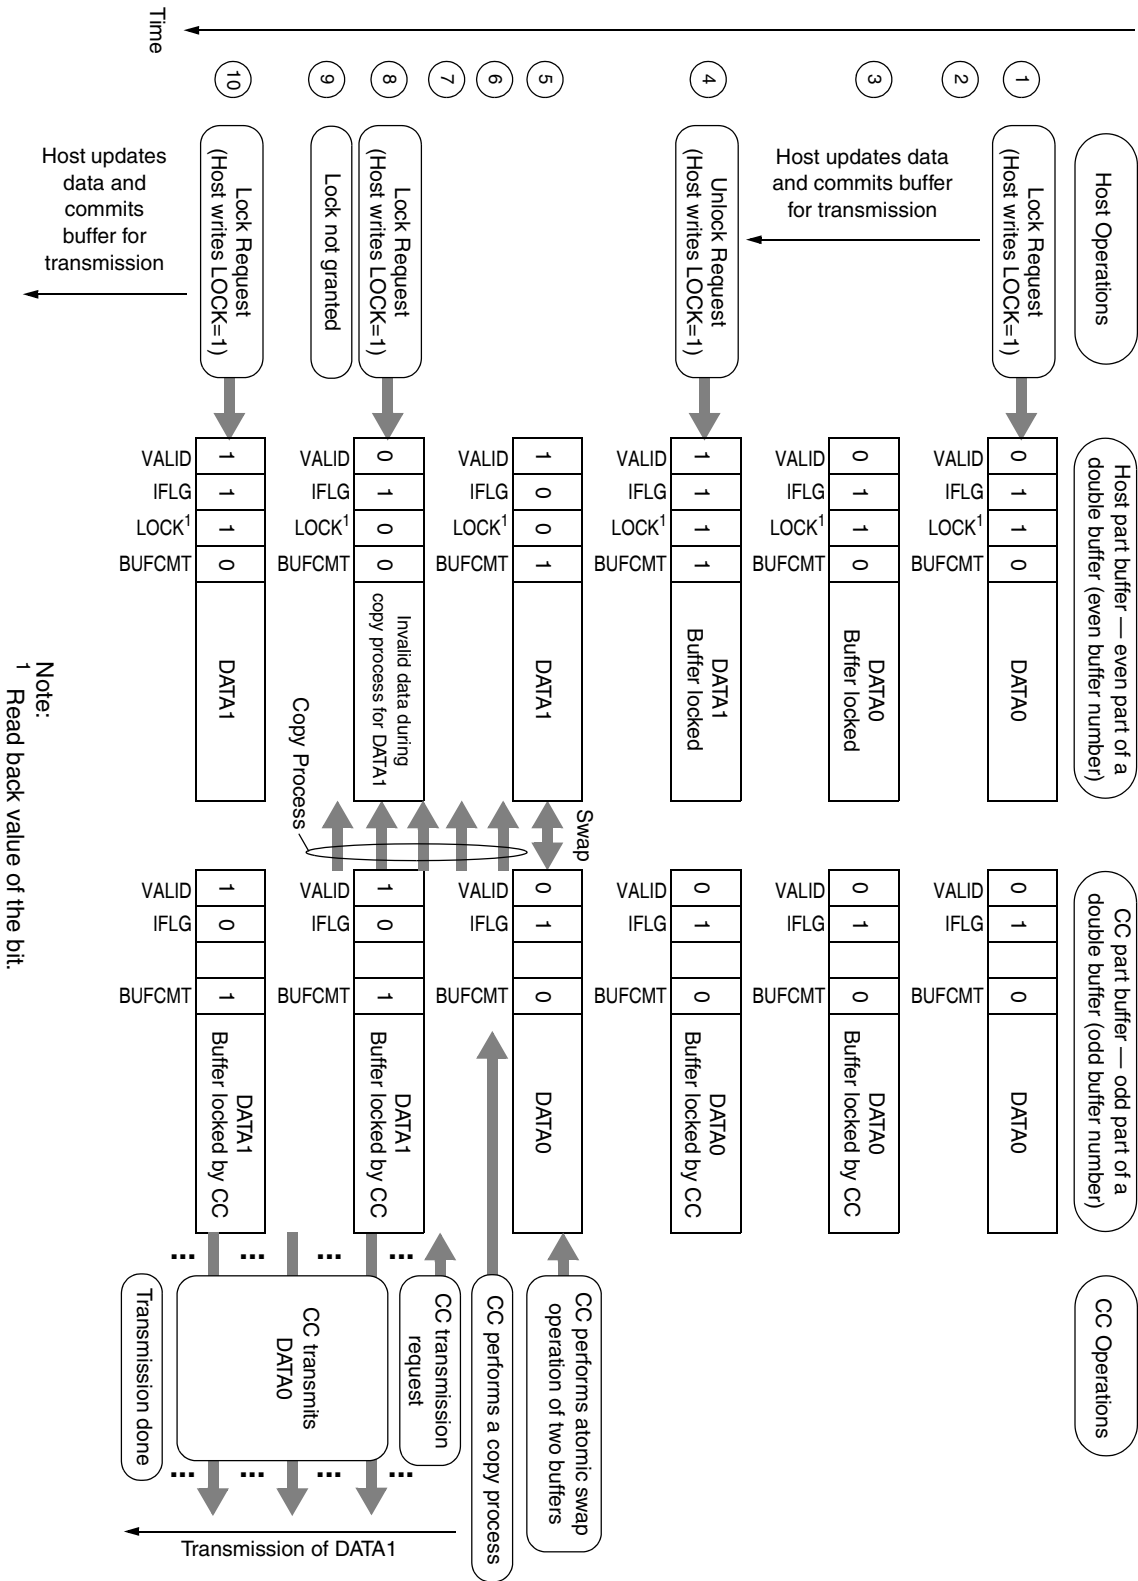 Host Operations
Host part buffer — even part of a
double buffer (even buffer number)
CC part buffer — odd part of a
double buffer (odd buffer number)
CC Operations
1
Lock Request
(Host writes LOCK=1)
0
1
1
0
DATA0
0
1
0
DATA0
2
VALID
IFLG
LOCK1
BUFCMT
VALID
IFLG
BUFCMT
Host updates data
and commits buffer
for transmission
3
0
1
1
0
DATA0
Buffer locked
0
1
0
DATA0
Buffer locked by CC
VALID
IFLG
LOCK1
BUFCMT
VALID
IFLG
BUFCMT
4
Unlock Request
(Host writes LOCK=1)
1
1
1
1
DATA1
Buffer locked
0
1
0
DATA0
Buffer locked by CC
VALID
IFLG
LOCK1
BUFCMT
VALID
IFLG
BUFCMT
5
1
0
0
1
DATA1
Swap
0
1
0
DATA0
CC performs atomic swap
operation of two buffers
6
VALID
IFLG
LOCK1
BUFCMT
VALID
IFLG
BUFCMT
CC performs a copy process
7
CC transmission
request
8
Lock Request
(Host writes LOCK=1)
0
1
0
0
Invalid data during
copy process for DATA1
1
0
1
DATA1
Buffer locked by CC
...
...
9
Lock not granted
VALID
IFLG
LOCK1
BUFCMT
Copy Process
VALID
IFLG
BUFCMT
...
...
CC transmits
DATA0
...
...
10
Lock Request
(Host writes LOCK=1)
1
1
1
0
DATA1
1
0
1
DATA1
Buffer locked by CC
...
...
VALID
IFLG
LOCK1
BUFCMT
VALID
IFLG
BUFCMT
Transmission done
Transmission of DATA1
Host updates
data and
commits
buffer for
transmission
Time
Note:
1 Read back value of the bit.